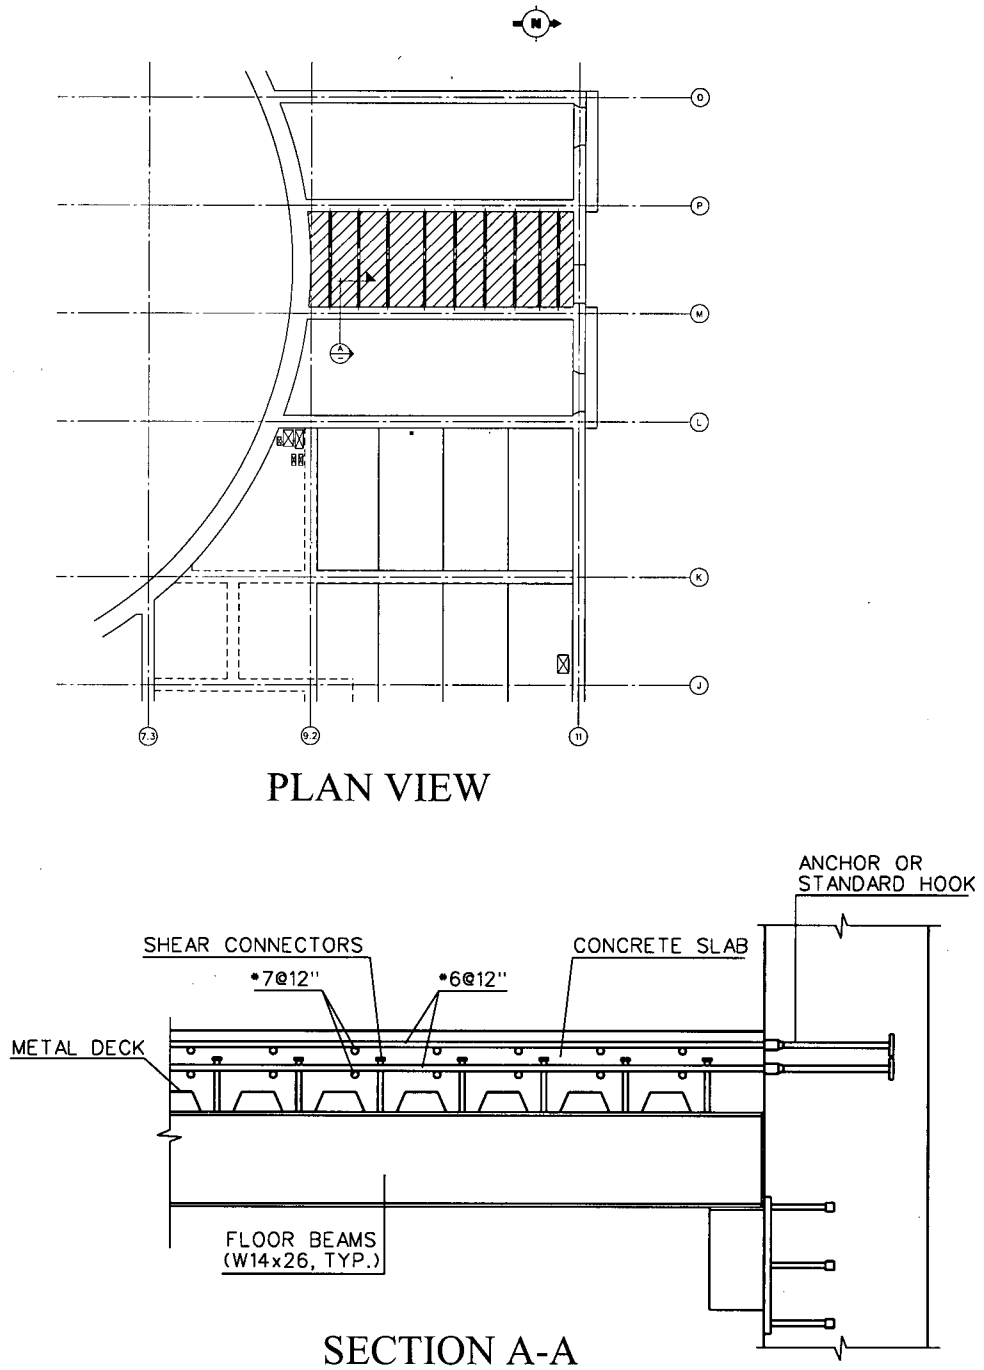 N
O
P
M
A
L
K
J
7.3
9.2
11
PLAN VIEW
ANCHOR OR
STANDARD HOOK
SHEAR CONNECTORS
CONCRETE SLAB
#7@12"
#6@12"
METAL DECK
FLOOR BEAMS
(W14x26, TYP.)
SECTION A-A